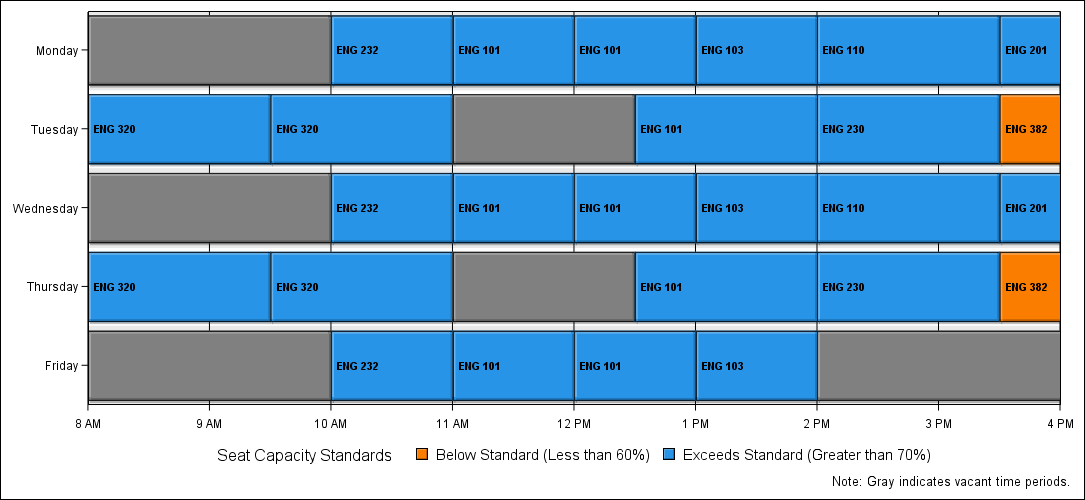 Monday ENG 232 ENG 101 ENG 101 ENG 103 ENG 110 ENG 201
Tuesday ENG 320 ENG 320 ENG 101 ENG 230 ENG 382
Wednesday ENG 232 ENG 101 ENG 101 ENG 103 ENG 110 ENG 201
Thursday ENG 320 ENG 320 ENG 101 ENG 230 ENG 382
Friday ENG 232 ENG 101 ENG 101 ENG 103
8 AM 9 AM 10 AM 11 AM 12 PM 1 PM 2 PM 3 PM 4 PM
Seat Capacity Standards Below Standard (Less than 60%) Exceeds Standard (Greater than 70%)
Note: Gray indicates vacant time periods.